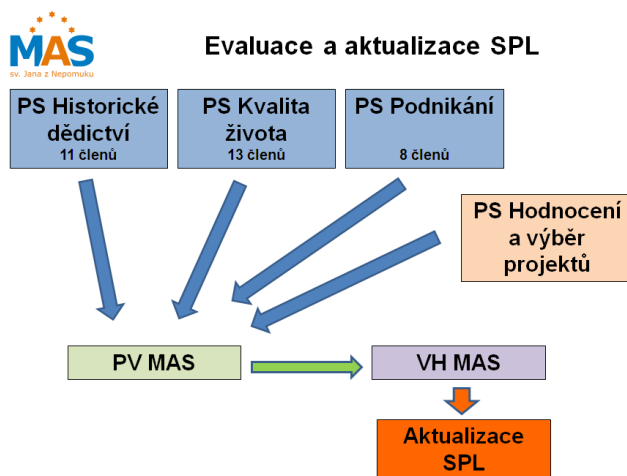 MAS
sv. Jana z Nepomuku
Evaluace a aktualizace SPL
PS Historické
dědictví
11 členů
PS Kvalita
života
13 členů
PS Podnikání
8 členů
PS Hodnocení
a výběr
projektů
PV MAS
VH MAS
Aktualizace
SPL